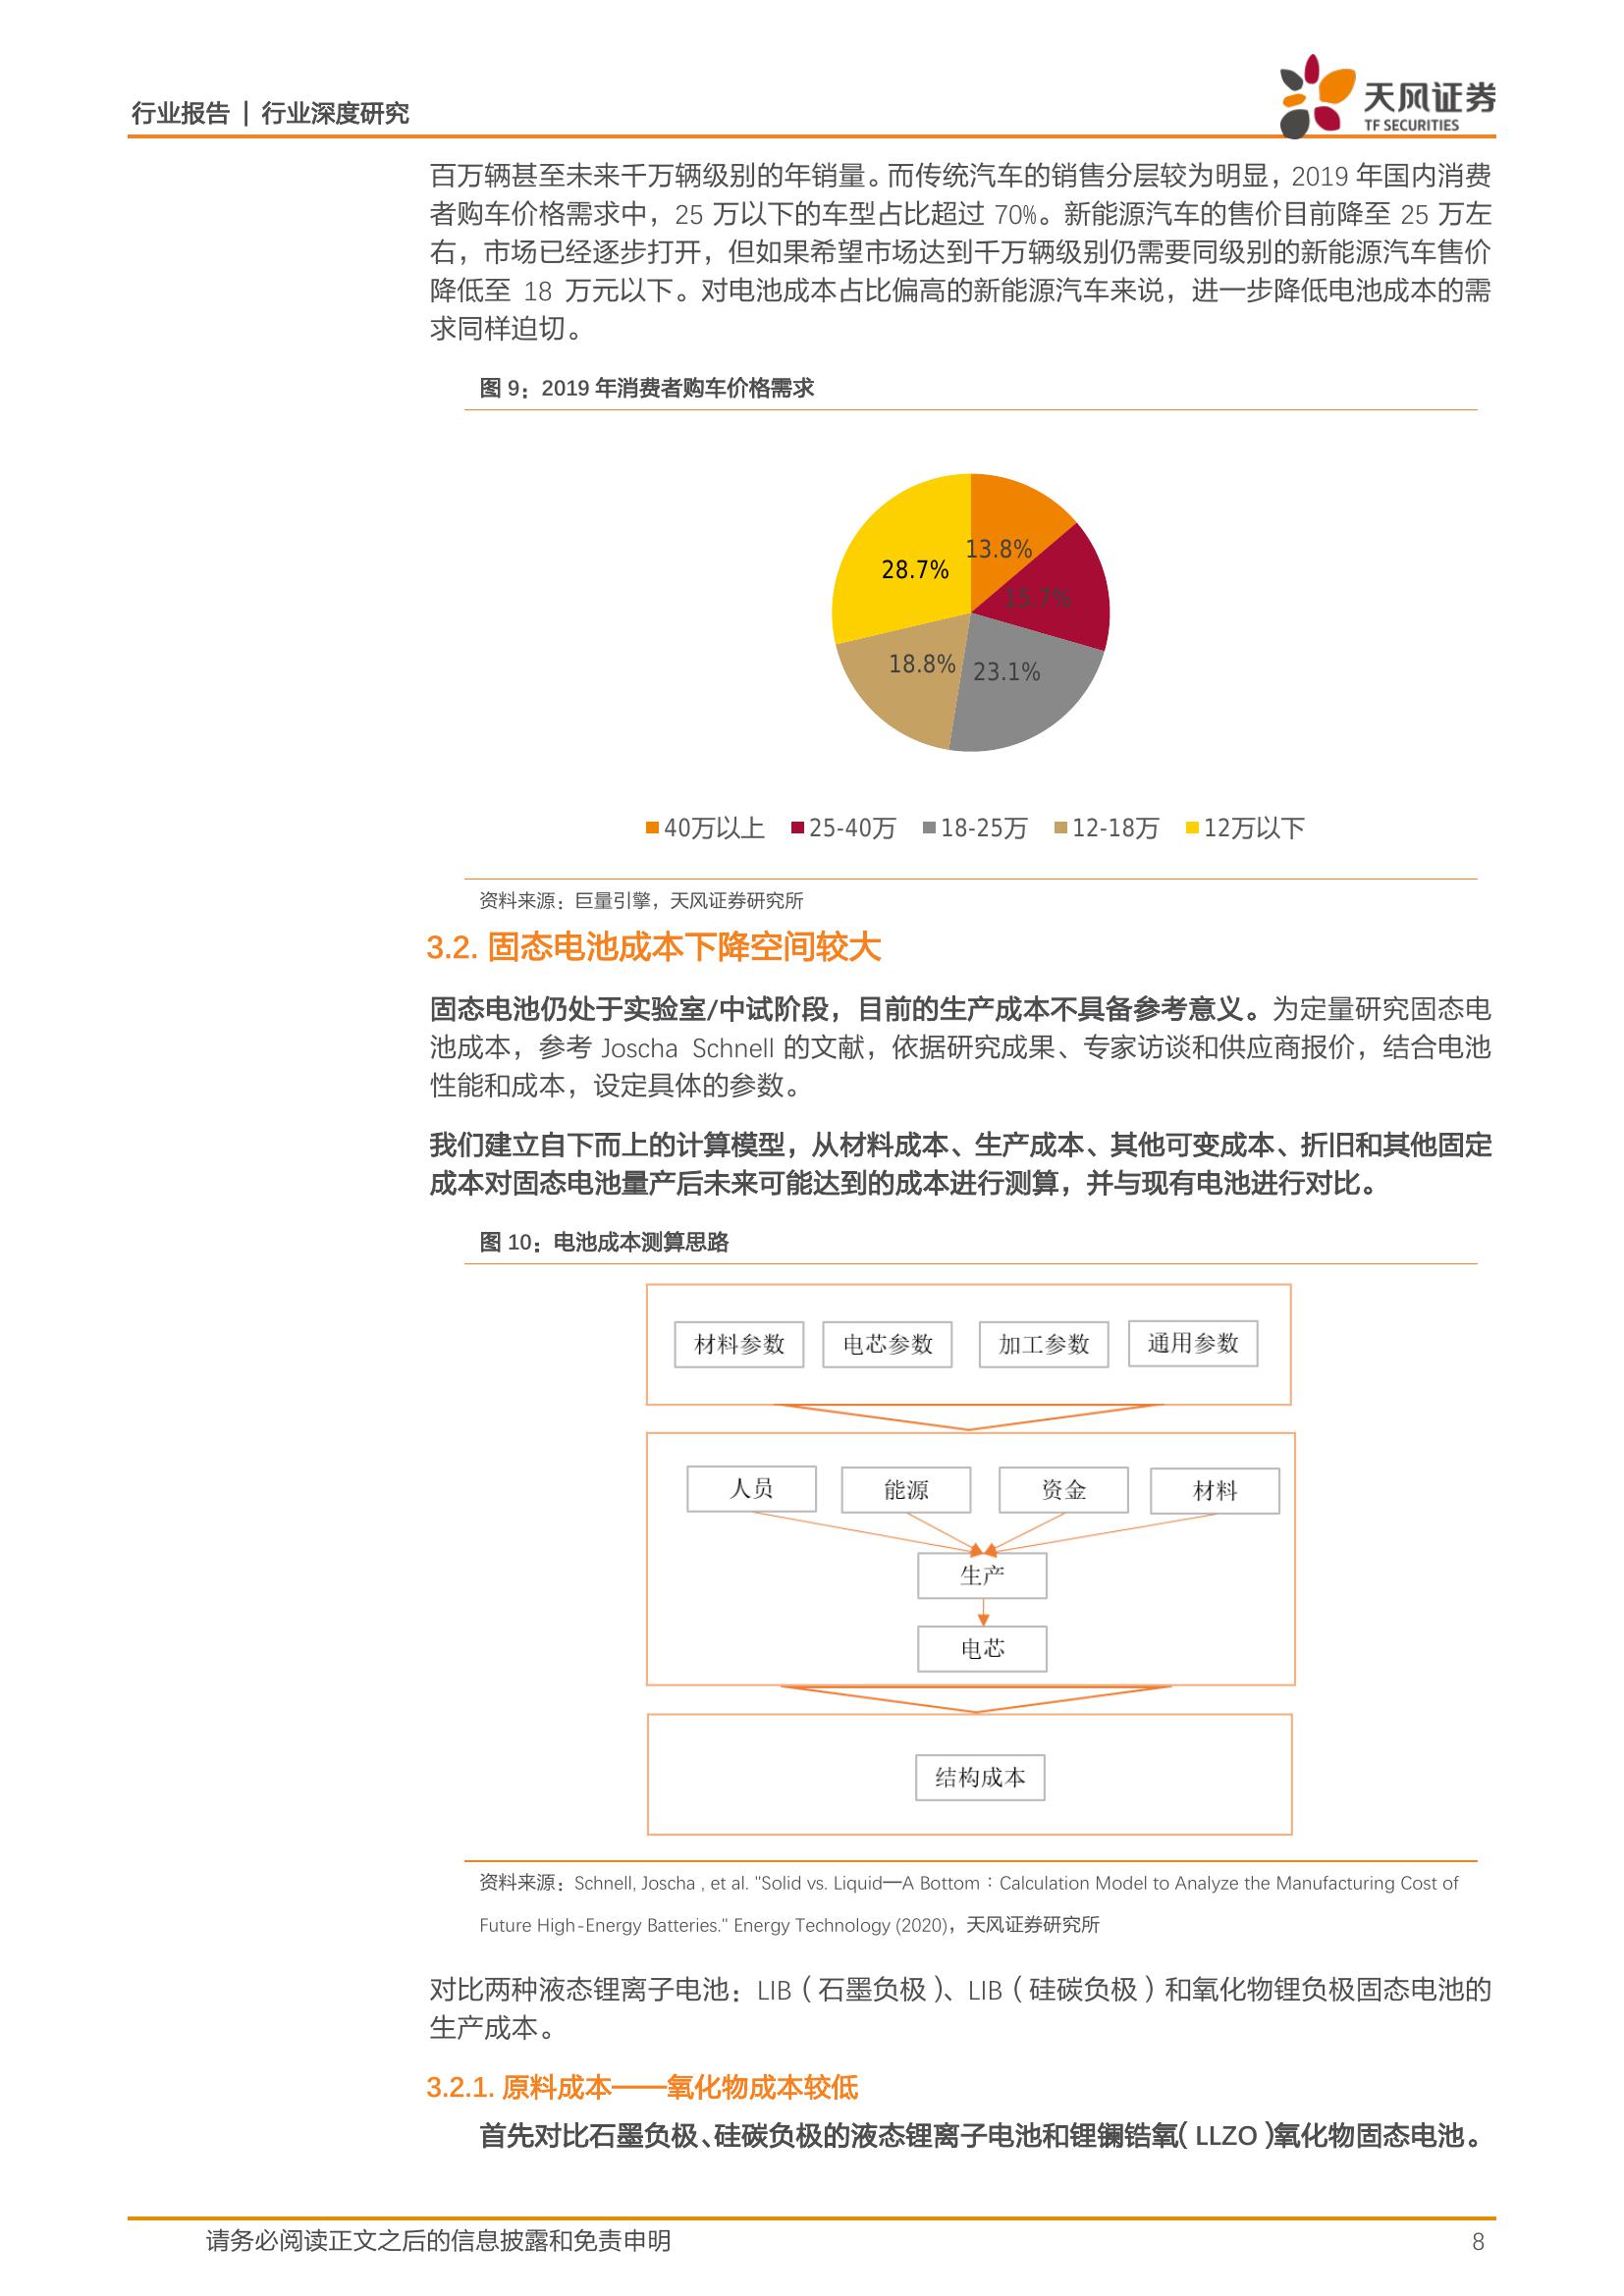 行业报告 | 行业深度研究
天风证券
TF SECURITIES
百万辆甚至未来千万辆级别的年销量。而传统汽车的销售分层较为明显，2019 年国内消费
者购车价格需求中，25 万以下的车型占比超过 70%。新能源汽车的售价目前降至 25 万左
右，市场已经逐步打开，但如果希望市场达到千万辆级别仍需要同级别的新能源汽车售价
降低至 18 万元以下。对电池成本占比偏高的新能源汽车来说，进一步降低电池成本的需
求同样迫切。
图 9：2019 年消费者购车价格需求
13.8%
28.7%
15.7%
18.8%
23.1%
40万以上 25-40万 18-25万 12-18万 12万以下
资料来源：巨量引擎，天风证券研究所
3.2. 固态电池成本下降空间较大
固态电池仍处于实验室/中试阶段，目前的生产成本不具备参考意义。为定量研究固态电
池成本，参考 Joscha Schnell 的文献，依据研究成果、专家访谈和供应商报价，结合电池
性能和成本，设定具体的参数。
我们建立自下而上的计算模型，从材料成本、生产成本、其他可变成本、折旧和其他固定
成本对固态电池量产后未来可能达到的成本进行测算，并与现有电池进行对比。
图 10：电池成本测算思路
材料参数 电芯参数 加工参数 通用参数
人员 能源 资金 材料
生产
电芯
结构成本
资料来源：Schnell, Joscha , et al. "Solid vs. Liquid—A Bottom：Calculation Model to Analyze the Manufacturing Cost of
Future High-Energy Batteries." Energy Technology (2020)，天风证券研究所
对比两种液态锂离子电池：LIB（石墨负极）、LIB（硅碳负极）和氧化物锂负极固态电池的
生产成本。
3.2.1. 原料成本——氧化物成本较低
首先对比石墨负极、硅碳负极的液态锂离子电池和锂镧锆氧（LLZO）氧化物固态电池。
请务必阅读正文之后的信息披露和免责申明
8